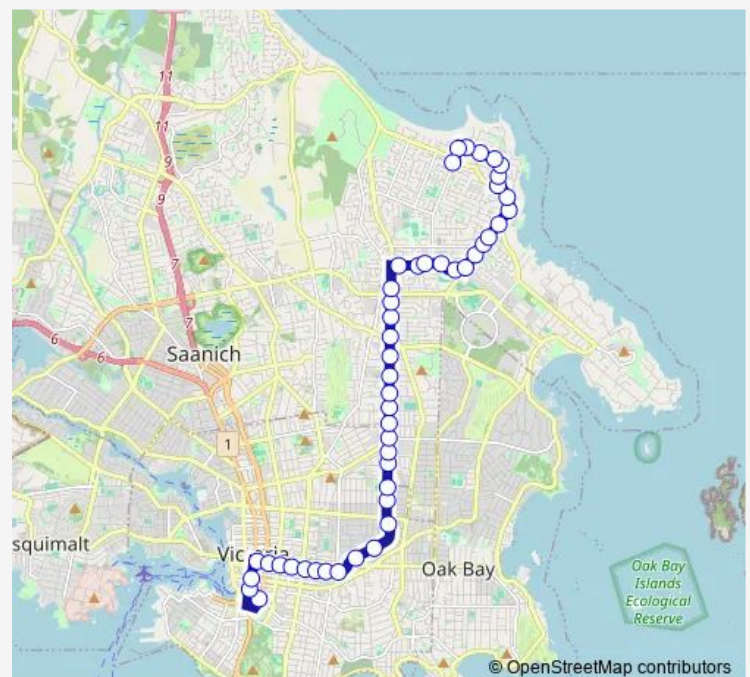 11
11
9
9
7
7
6
6
Saanich
1
squimalt
Oak Bay
Oak Bay
Islands
Ecological
Reserve
© OpenStreetMap contributors